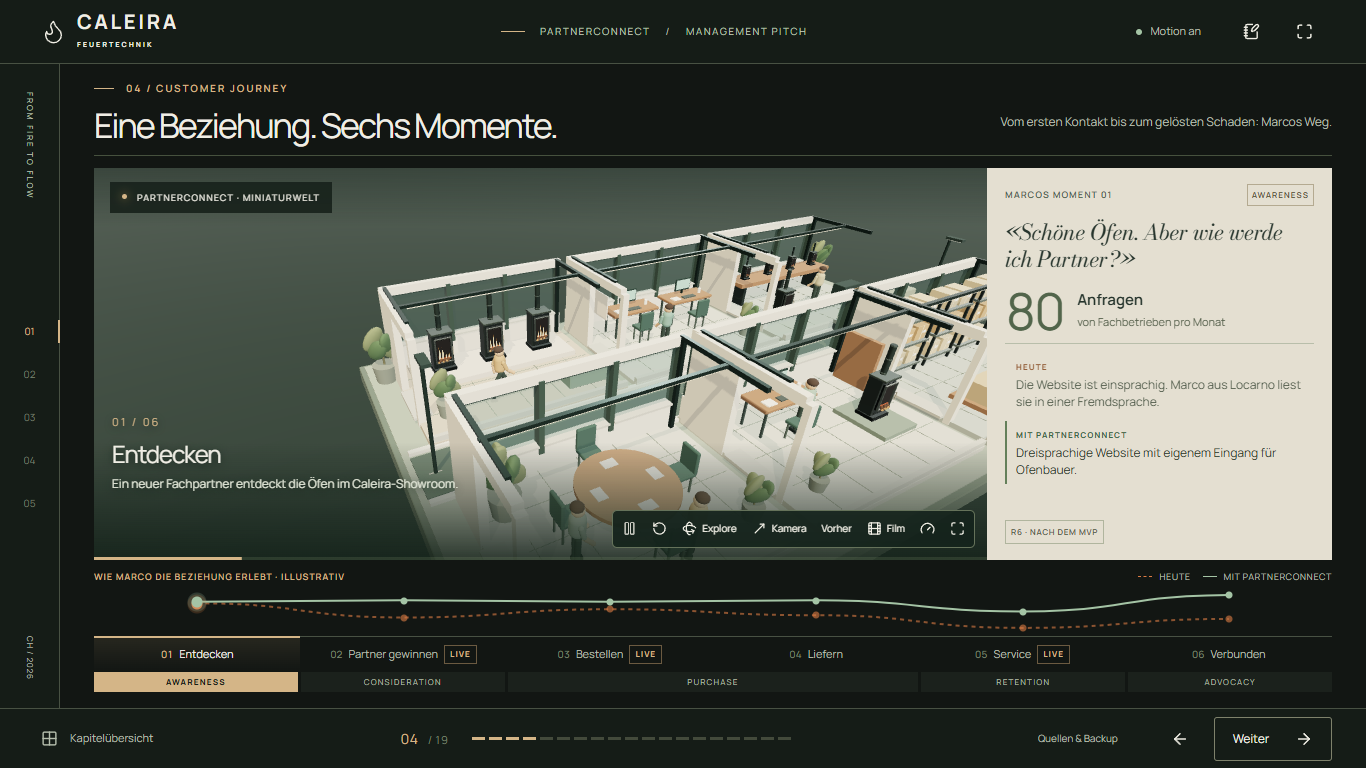 CALEIRA
FEUERTECHNIK
PARTNERCONNECT / MANAGEMENT PITCH
Motion an
FROM FIRE TO FLOW
01
02
03
04
05
CH / 2026
04 / CUSTOMER JOURNEY
Eine Beziehung. Sechs Momente.
Vom ersten Kontakt bis zum gelösten Schaden: Marcos Weg.
PARTNERCONNECT · MINIATURWELT
01 / 06
Entdecken
Ein neuer Fachpartner entdeckt die Öfen im Caleira-Showroom.
Explore
Kamera
Vorher
Film
MARCOS MOMENT 01
AWARENESS
«Schöne Öfen. Aber wie werde
ich Partner?»
80
Anfragen
von Fachbetrieben pro Monat
HEUTE
Die Website ist einsprachig. Marco aus Locarno liest
sie in einer Fremdsprache.
MIT PARTNERCONNECT
Dreisprachige Website mit eigenem Eingang für
Ofenbauer.
R6 · NACH DEM MVP
WIE MARCO DIE BEZIEHUNG ERLEBT · ILLUSTRATIV
HEUTE
MIT PARTNERCONNECT
01 Entdecken
02 Partner gewinnen LIVE
03 Bestellen LIVE
04 Liefern
05 Service LIVE
06 Verbunden
AWARENESS
CONSIDERATION
PURCHASE
RETENTION
ADVOCACY
Kapitelübersicht
04 / 19
Quellen & Backup
Weiter